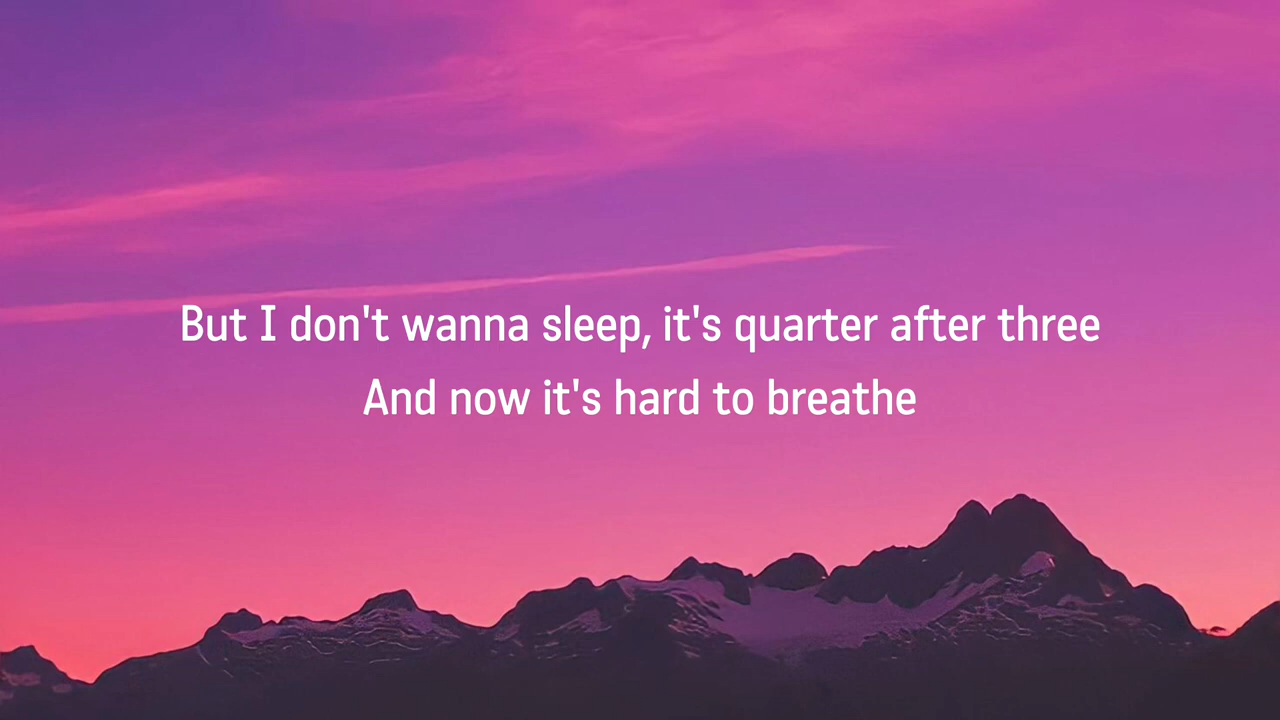 But I don't wanna sleep, it's quarter after three
And now it's hard to breathe